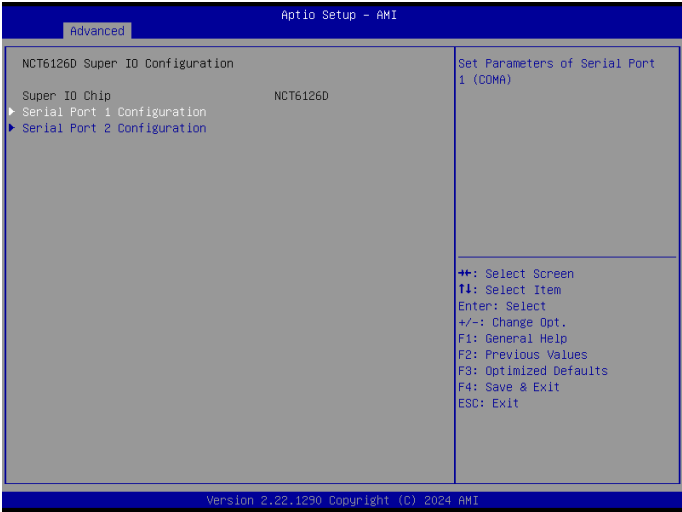 Aptio Setup – AMI
Advanced
NCT6126D Super IO Configuration
Super IO Chip NCT6126D
Serial Port 1 Configuration
Serial Port 2 Configuration
Set Parameters of Serial Port
1 (COMA)
→←: Select Screen
↑↓: Select Item
Enter: Select
+/-: Change Opt.
F1: General Help
F2: Previous Values
F3: Optimized Defaults
F4: Save & Exit
ESC: Exit
Version 2.22.1290 Copyright (C) 2024 AMI